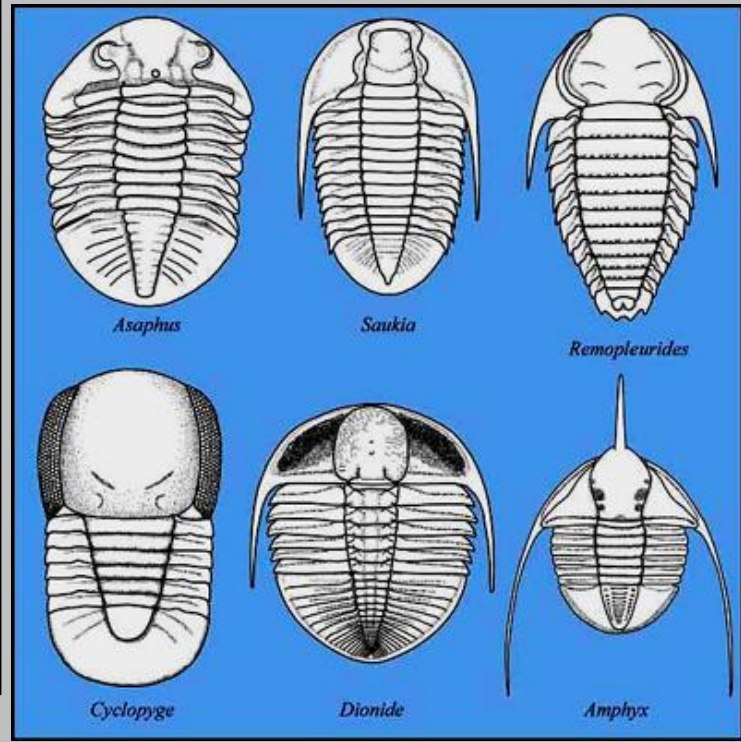 Asaphus
Saukia
Remopleurides
Cyclopyge
Dionide
Amphyx